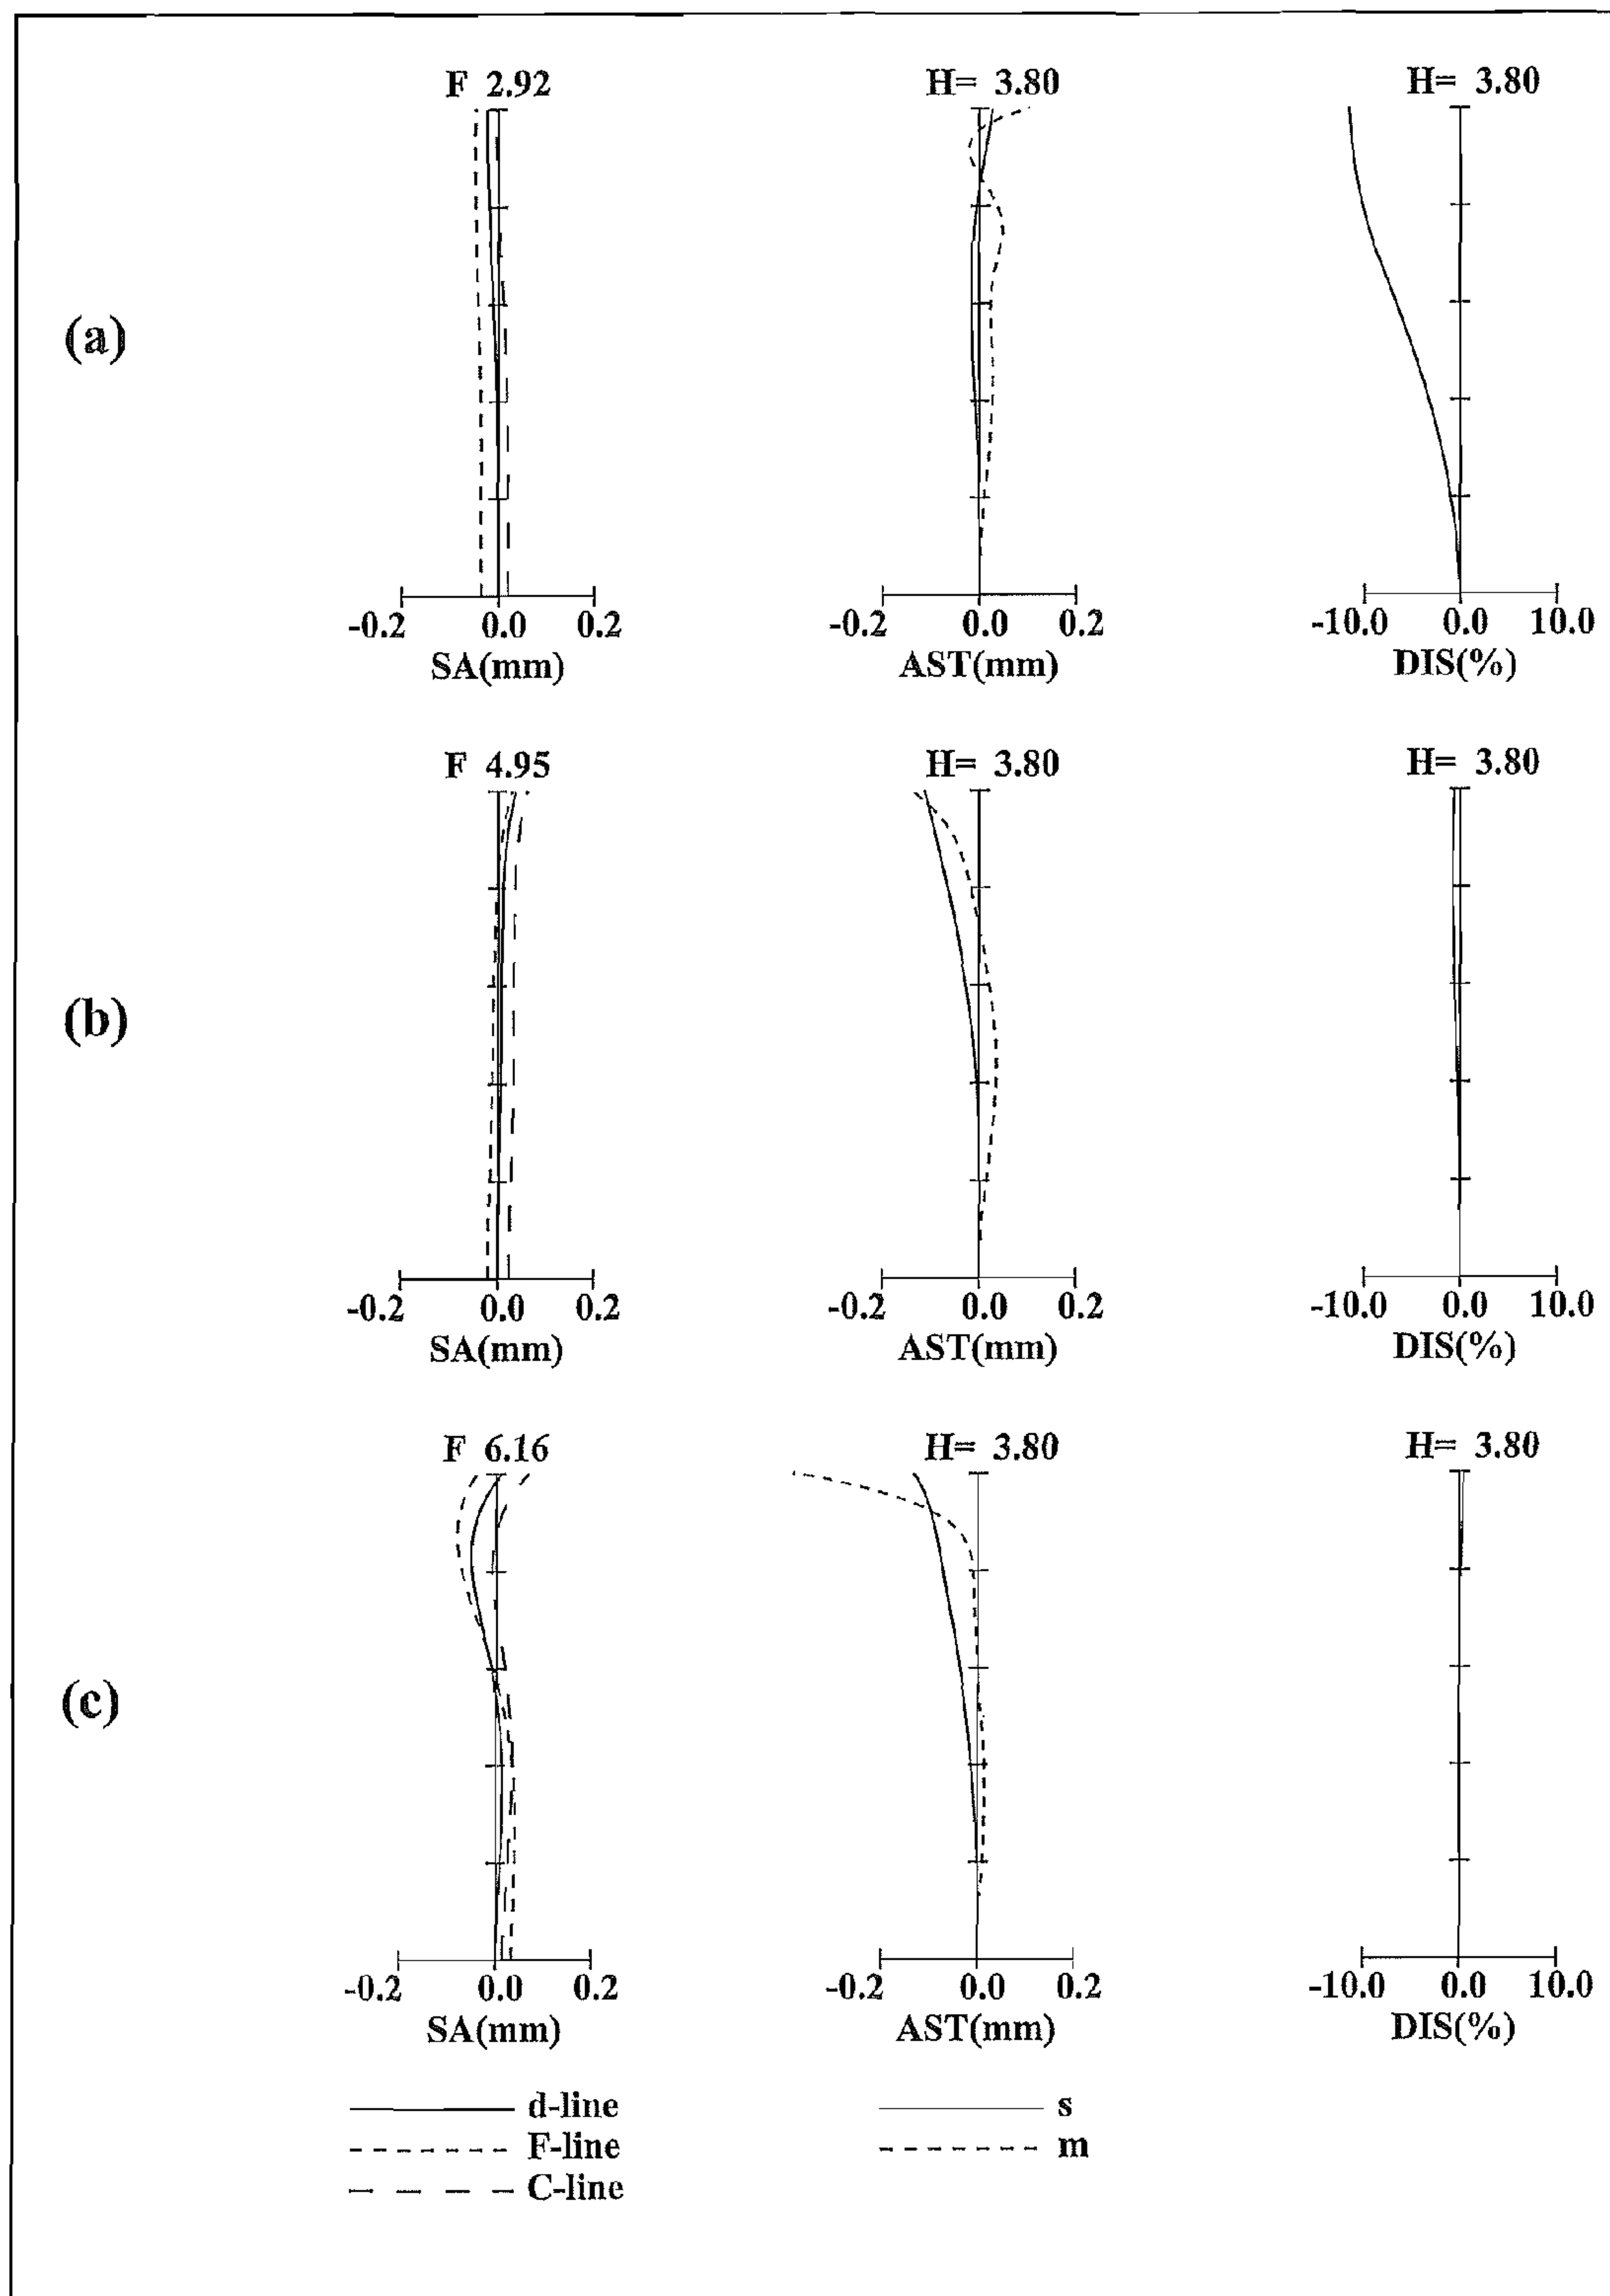 F 2.92 H= 3.80 H= 3.80
(a)
-0.2 0.0 0.2 -0.2 0.0 0.2 -10.0 0.0 10.0
SA(mm) AST(mm) DIS(%)
F 4.95 H= 3.80 H= 3.80
(b)
-0.2 0.0 0.2 -0.2 0.0 0.2 -10.0 0.0 10.0
SA(mm) AST(mm) DIS(%)
F 6.16 H= 3.80 H= 3.80
(c)
-0.2 0.0 0.2 -0.2 0.0 0.2 -10.0 0.0 10.0
SA(mm) AST(mm) DIS(%)
d-line s
F-line m
C-line